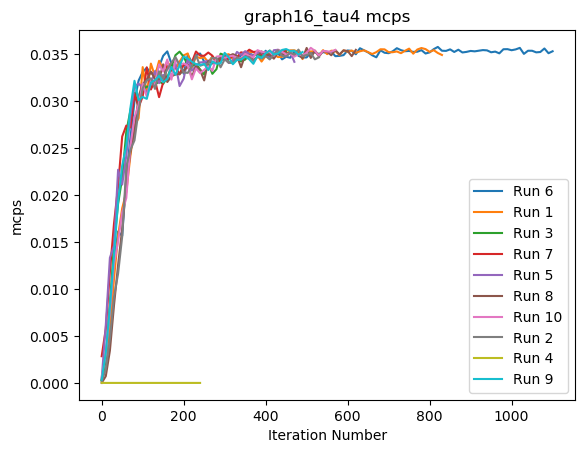 graph16_tau4 mcps
mcps
0.035
0.030
0.025
0.020
0.015
0.010
0.005
0.000
0
200
400
600
800
1000
Iteration Number
Run 6
Run 1
Run 3
Run 7
Run 5
Run 8
Run 10
Run 2
Run 4
Run 9